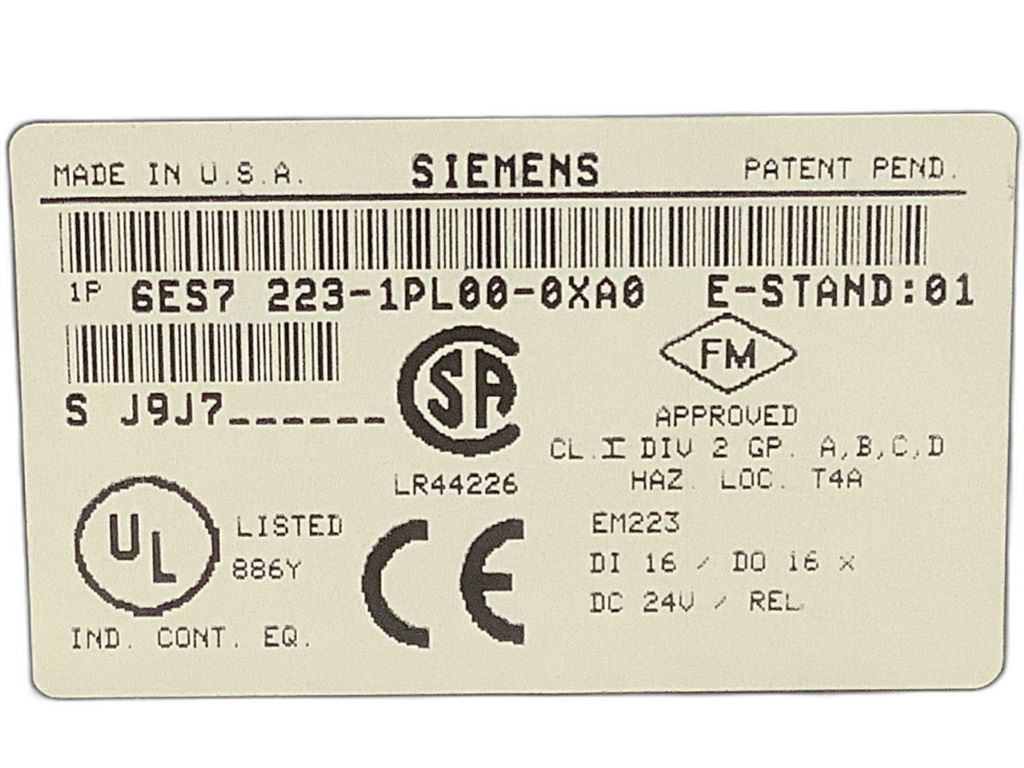 MADE IN U.S.A. SIEMENS PATENT PEND.
1P 6ES7 223-1PL00-0XA0 E-STAND:01
S J9J7______
CSA
FM
APPROVED
CL.I DIV 2 GP. A,B,C,D
HAZ. LOC. T4A
LR44226
UL LISTED
886Y
IND. CONT. EQ.
CE
EM223
DI 16 / DO 16 x
DC 24V / REL